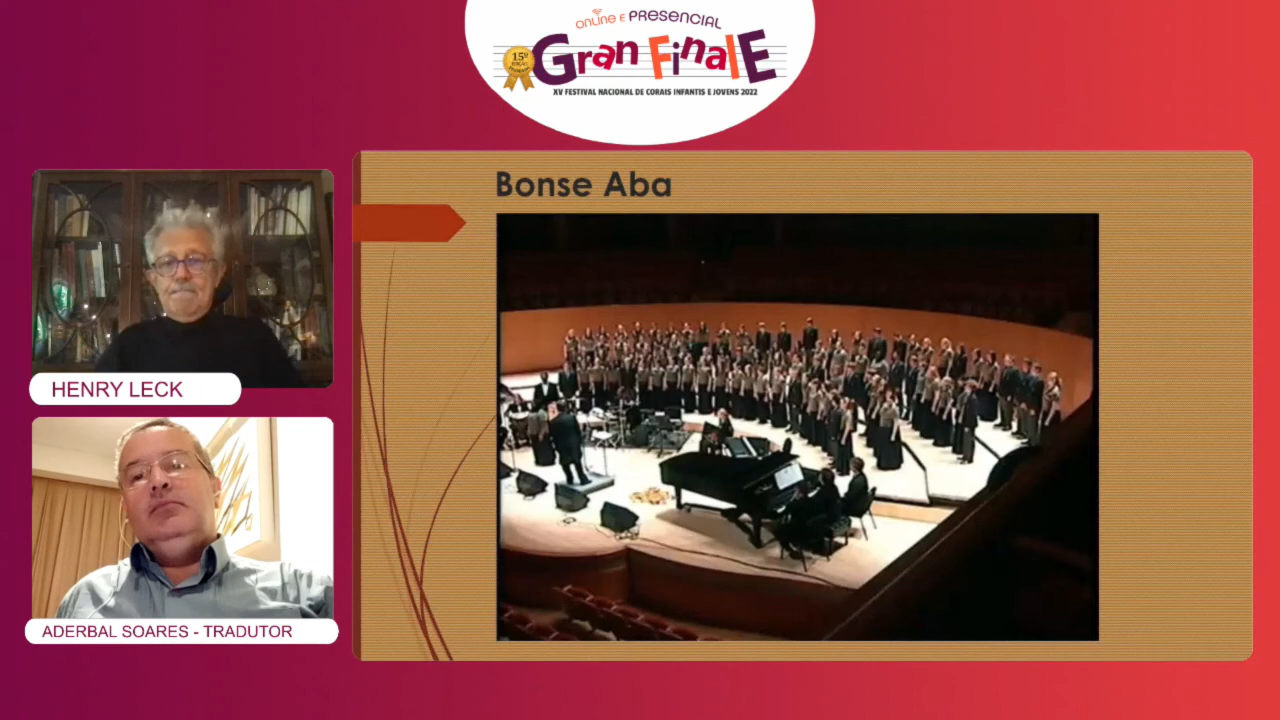 ONLINE E PRESENCIAL
15ª
EDIÇÃO
Gran FinalE
XV FESTIVAL NACIONAL DE CORAIS INFANTIS E JOVENS 2022
Bonse Aba
HENRY LECK
ADERBAL SOARES - TRADUTOR